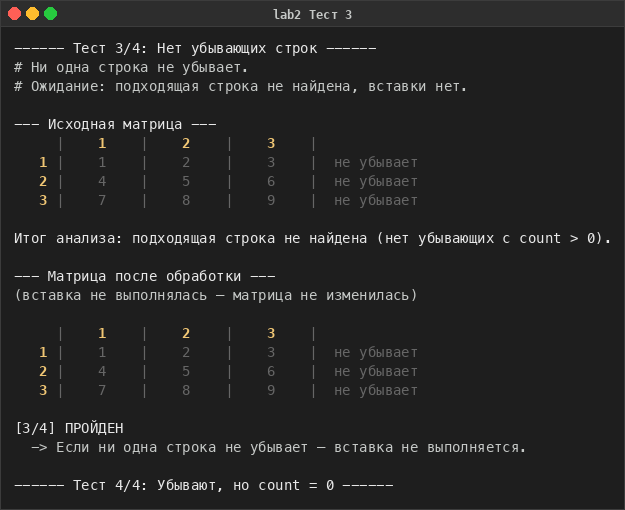 lab2 Тест 3
—————— Тест 3/4: Нет убывающих строк ——————
# Ни одна строка не убывает.
# Ожидание: подходящая строка не найдена, вставки нет.
——— Исходная матрица ———
| 1 | 2 | 3 |
1 | 1 | 2 | 3 | не убывает
2 | 4 | 5 | 6 | не убывает
3 | 7 | 8 | 9 | не убывает
Итог анализа: подходящая строка не найдена (нет убывающих с count > 0).
——— Матрица после обработки ———
(вставка не выполнялась — матрица не изменилась)
| 1 | 2 | 3 |
1 | 1 | 2 | 3 | не убывает
2 | 4 | 5 | 6 | не убывает
3 | 7 | 8 | 9 | не убывает
[3/4] ПРОЙДЕН
—> Если ни одна строка не убывает — вставка не выполняется.
—————— Тест 4/4: Убывают, но count = 0 ——————